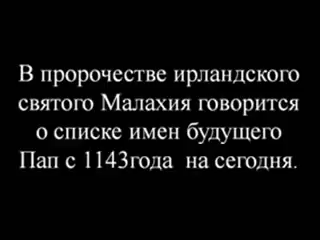 В пророчестве ирландского
святого Малахия говорится
о списке имен будущего
Пап с 1143года  на сегодня.